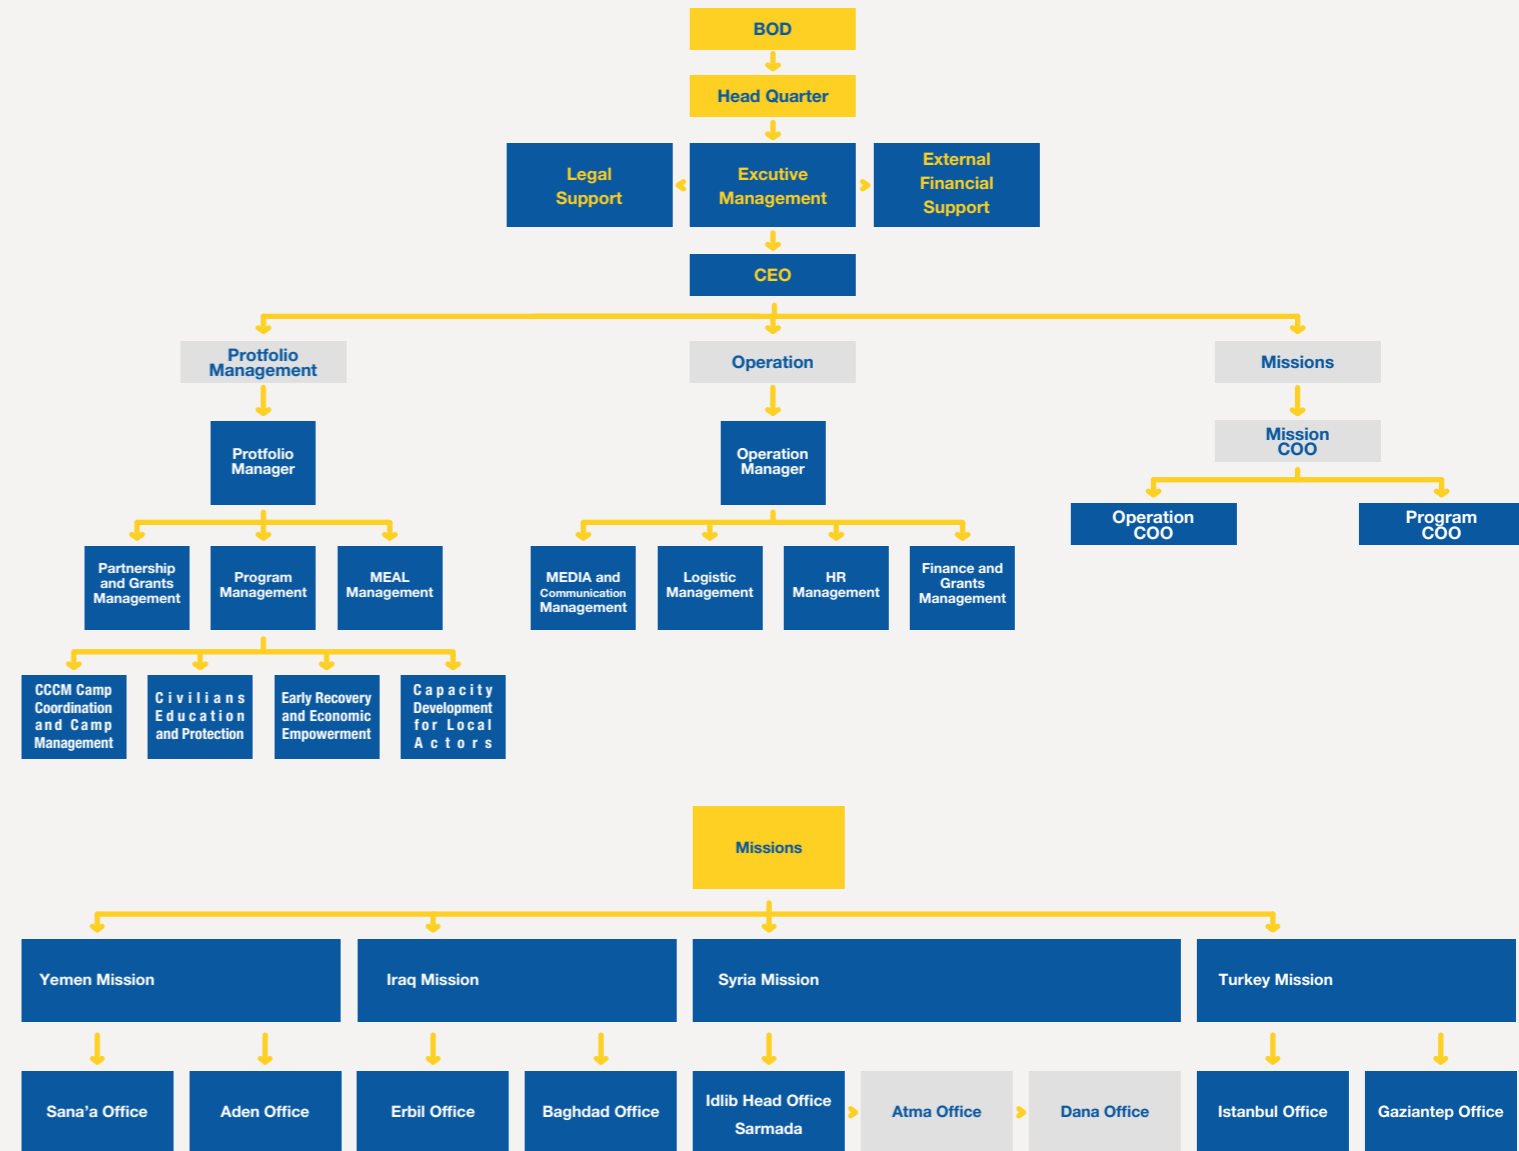 BOD
Head Quarter
Legal
Support
Excutive
Management
External
Financial
Support
CEO
Protfolio
Management
Operation
Missions
Protfolio
Manager
Operation
Manager
Mission
COO
Operation
COO
Program
COO
Partnership
and Grants
Management
Program
Management
MEAL
Management
MEDIA and
Communication
Management
Logistic
Management
HR
Management
Finance and
Grants
Management
CCCM Camp
Coordination
and Camp
Management
Civilians
Education
and Protection
Early Recovery
and Economic
Empowerment
Capacity
Development
for Local
Actors
Missions
Yemen Mission
Iraq Mission
Syria Mission
Turkey Mission
Sana’a Office
Aden Office
Erbil Office
Baghdad Office
Idlib Head Office
Sarmada
Atma Office
Dana Office
Istanbul Office
Gaziantep Office